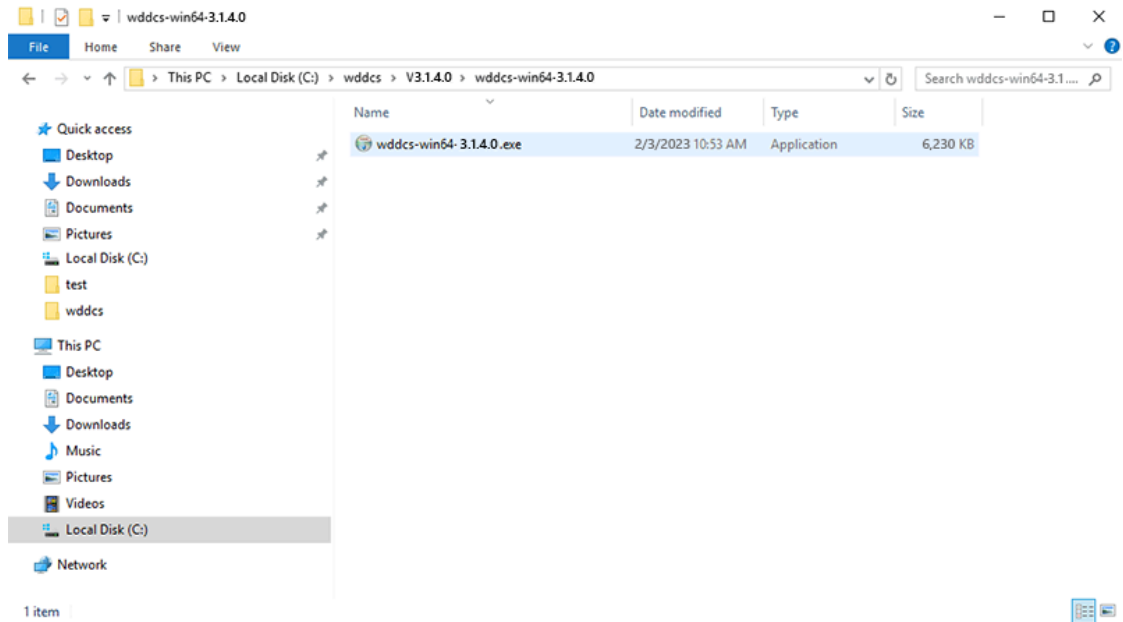 wddcs-win64-3.1.4.0
File Home Share View
This PC > Local Disk (C:) > wddcs > V3.1.4.0 > wddcs-win64-3.1.4.0
Search wddcs-win64-3.1....
Name Date modified Type Size
wddcs-win64- 3.1.4.0.exe 2/3/2023 10:53 AM Application 6,230 KB
Quick access
Desktop
Downloads
Documents
Pictures
Local Disk (C:)
test
wddcs
This PC
Desktop
Documents
Downloads
Music
Pictures
Videos
Local Disk (C:)
Network
1 item